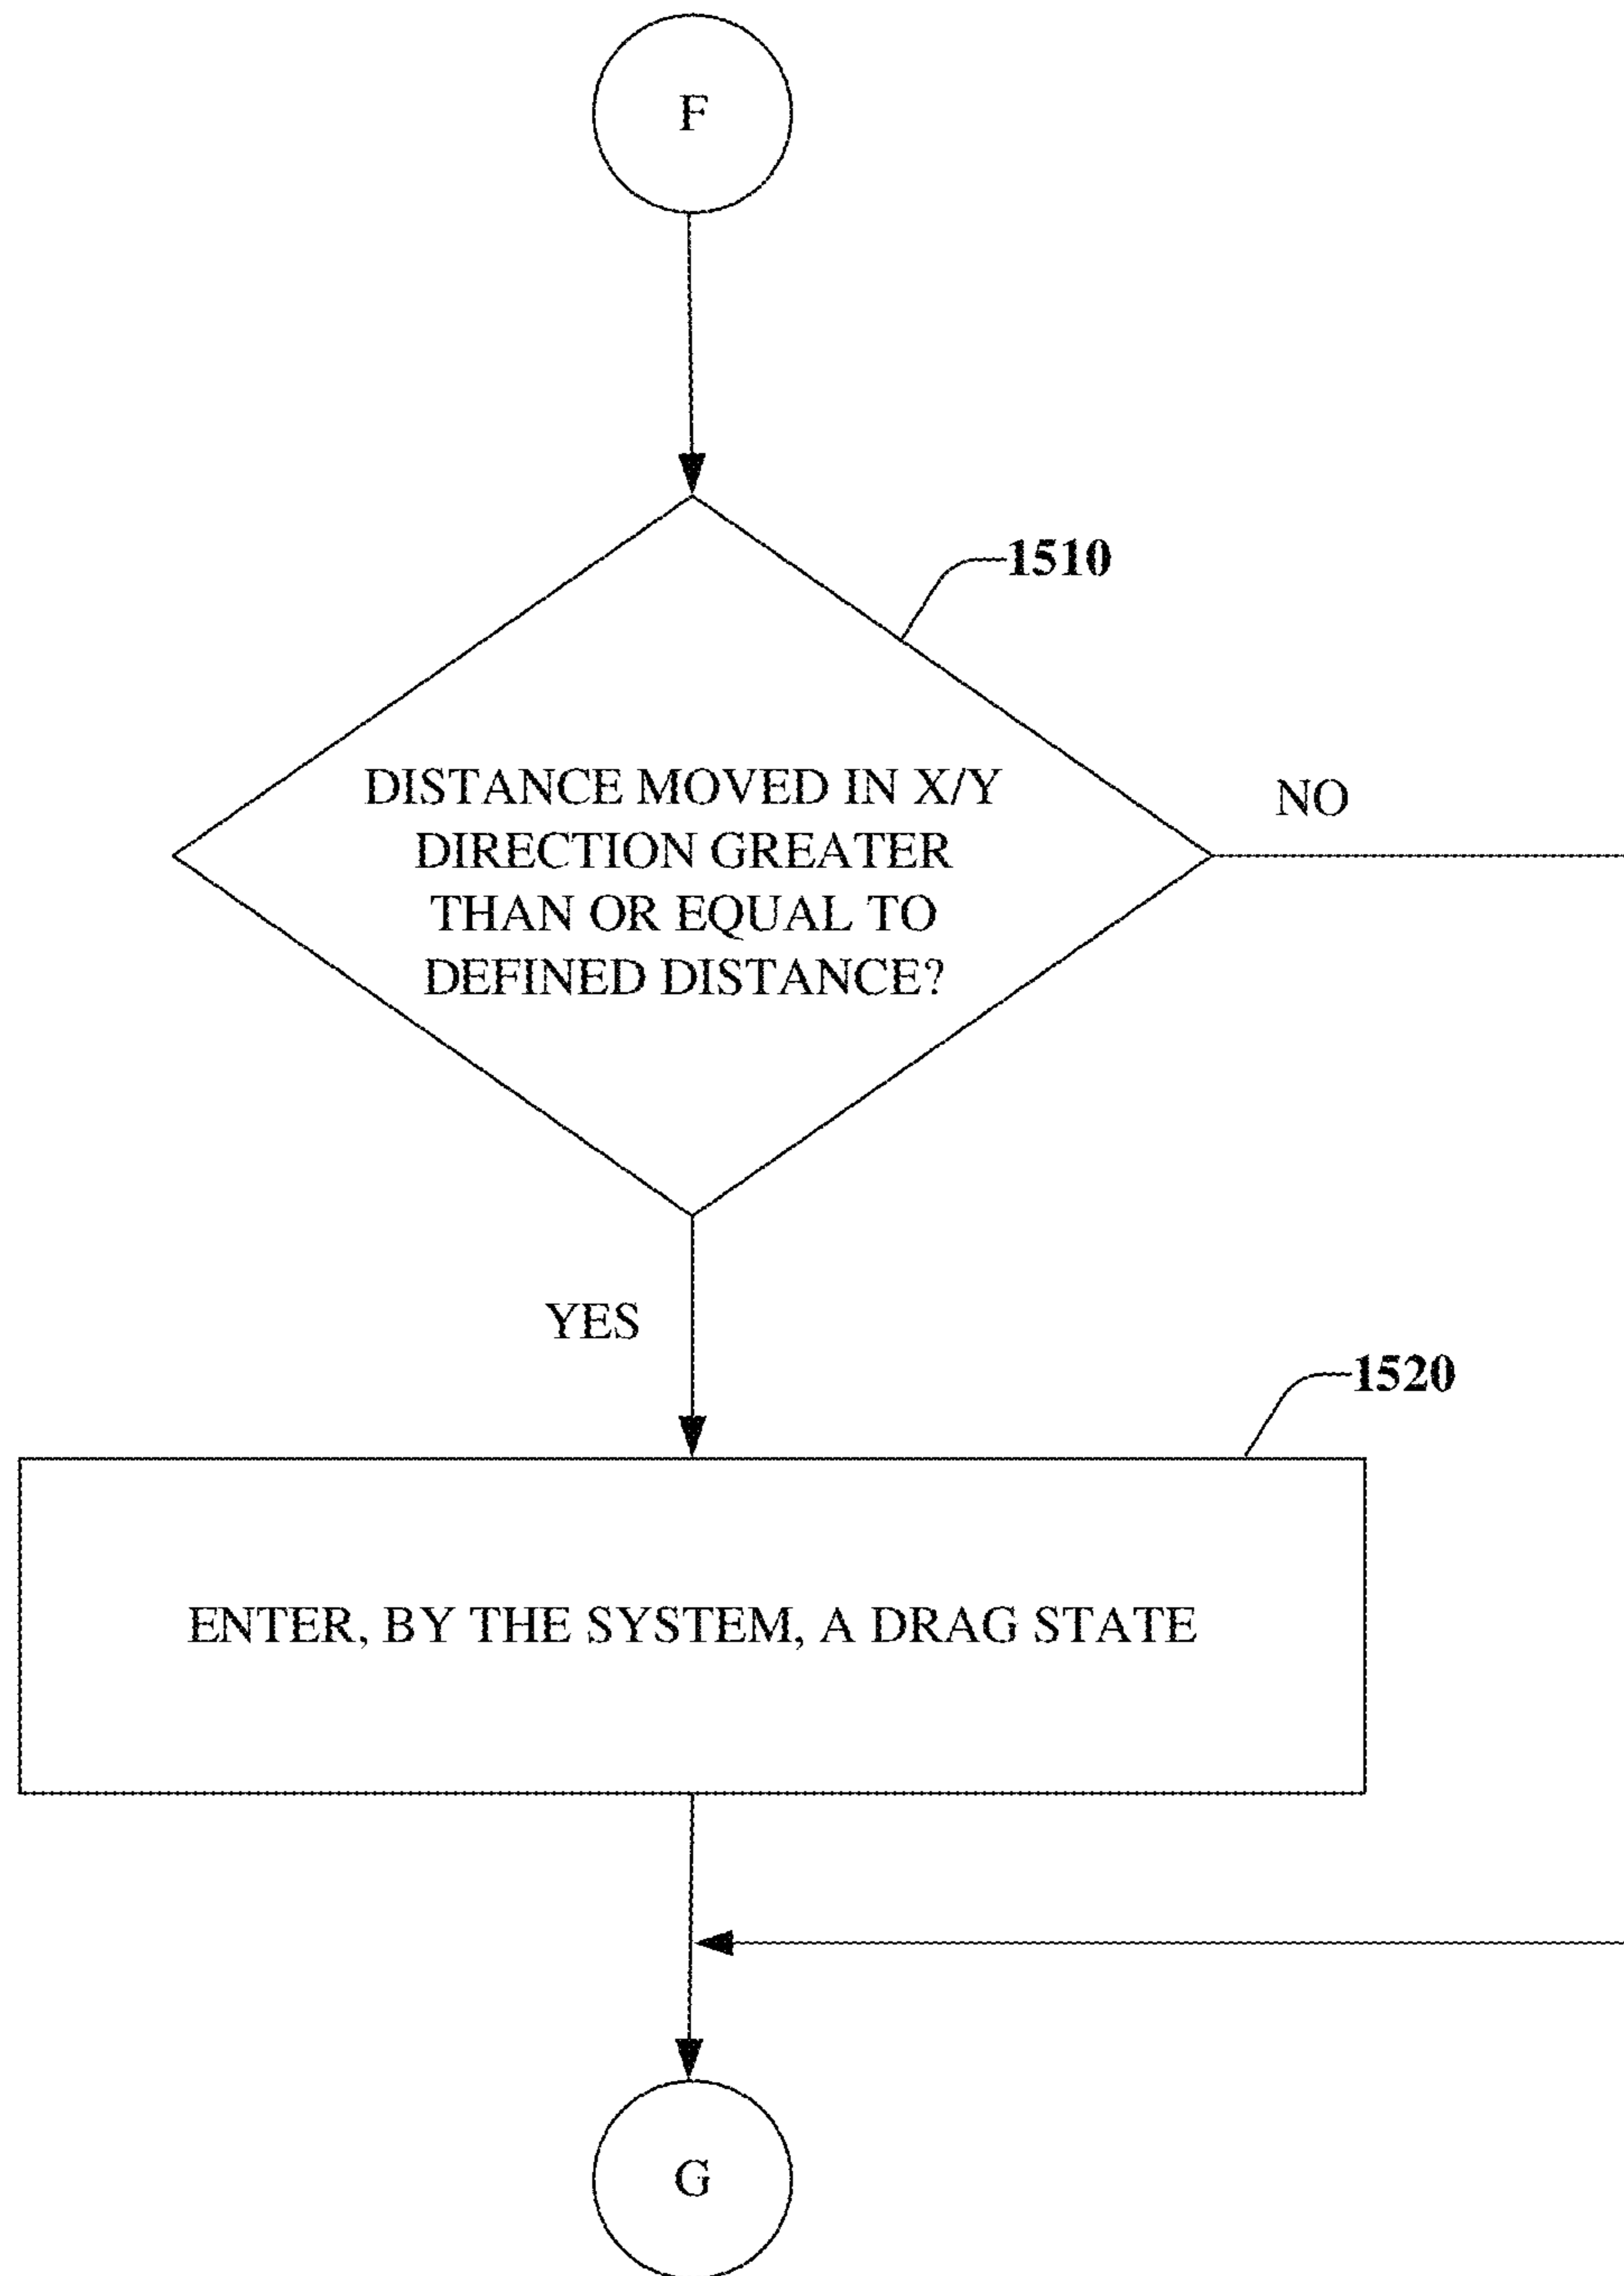 F
1510
DISTANCE MOVED IN X/Y
DIRECTION GREATER
THAN OR EQUAL TO
DEFINED DISTANCE?
NO
YES
1520
ENTER, BY THE SYSTEM, A DRAG STATE
G